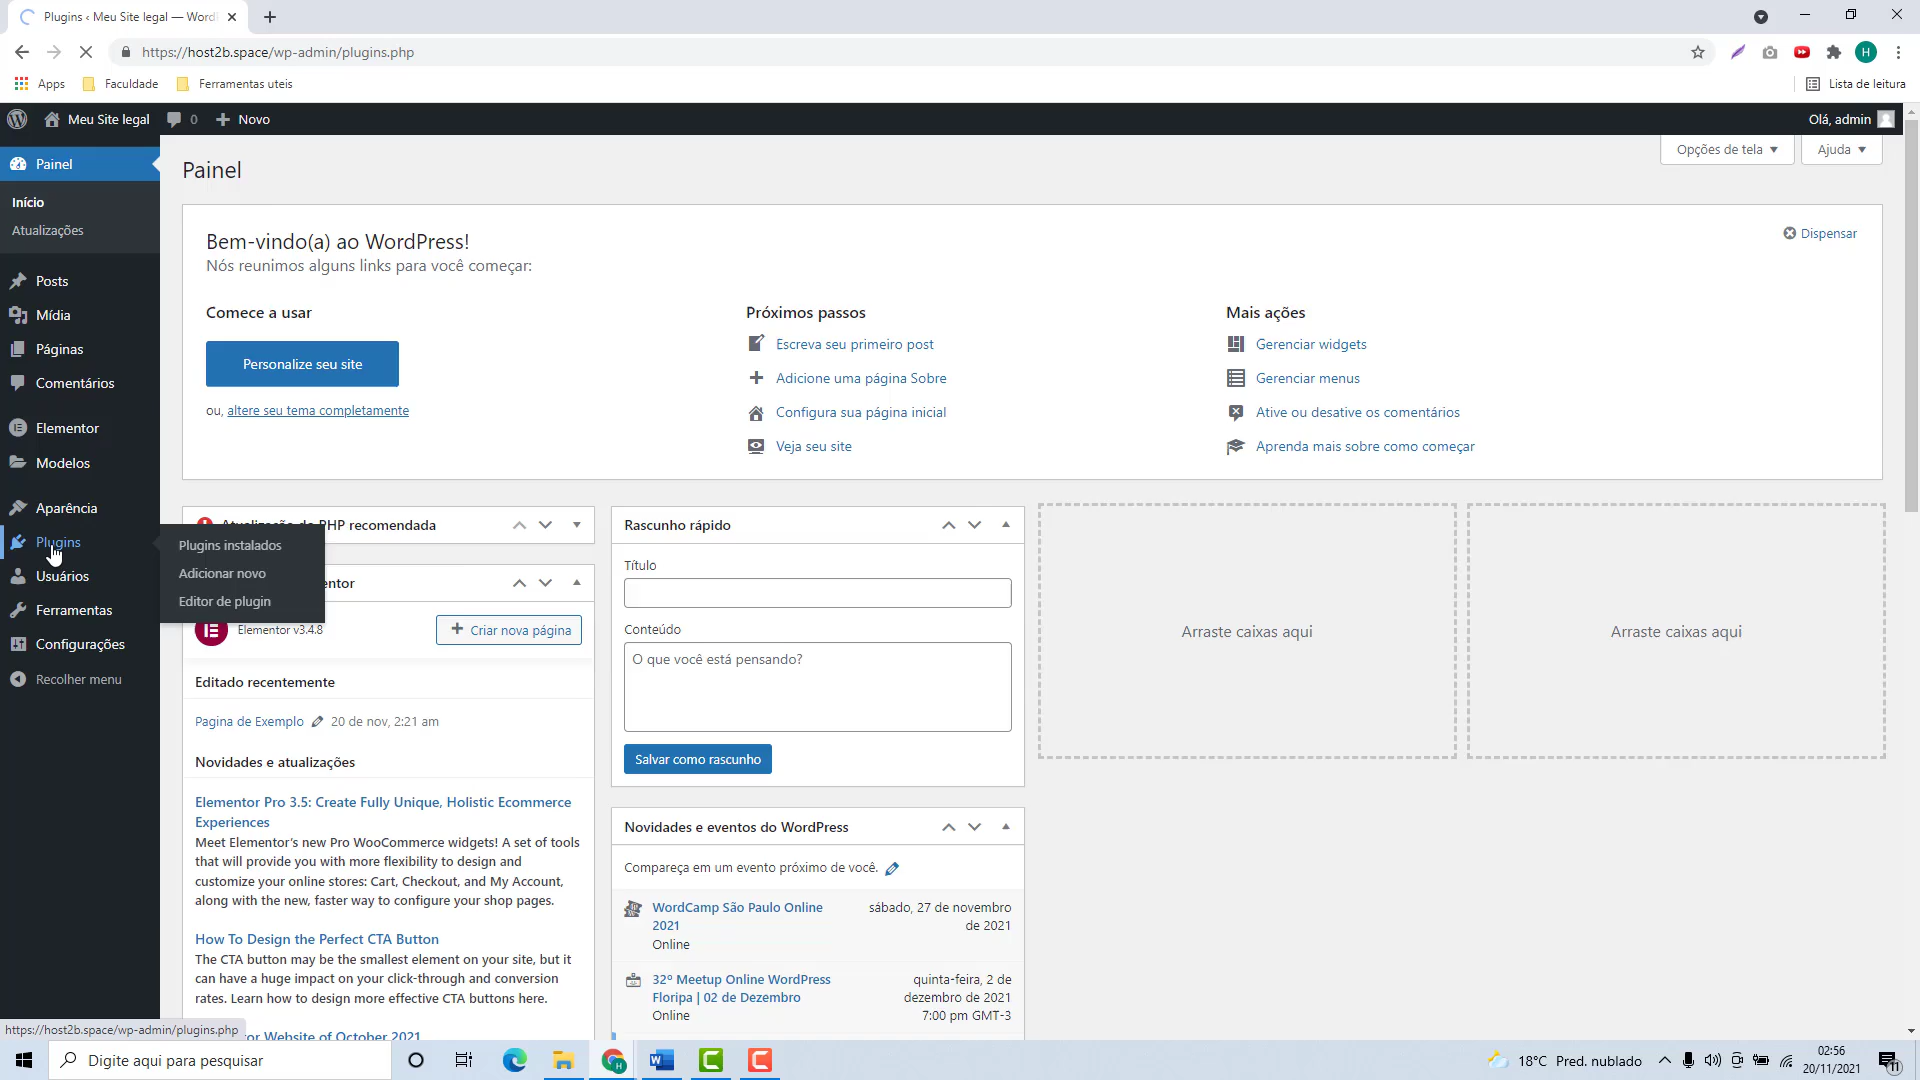 Plugins ‹ Meu Site legal — Word
https://host2b.space/wp-admin/plugins.php
H
Apps
Faculdade
Ferramentas uteis
Lista de leitura
Meu Site legal
0
Novo
Olá, admin
Painel
Início
Atualizações
Posts
Mídia
Páginas
Comentários
Elementor
Modelos
Aparência
Plugins
Usuários
Ferramentas
Configurações
Recolher menu
Plugins instalados
Adicionar novo
Editor de plugin
Painel
Opções de tela
Ajuda
Bem-vindo(a) ao WordPress!
Nós reunimos alguns links para você começar:
Dispensar
Comece a usar
Personalize seu site
ou, altere seu tema completamente
Próximos passos
Escreva seu primeiro post
Adicione uma página Sobre
Configura sua página inicial
Veja seu site
Mais ações
Gerenciar widgets
Gerenciar menus
Ative ou desative os comentários
Aprenda mais sobre como começar
PHP recomendada
entor
Elementor v3.4.8
Criar nova página
Editado recentemente
Pagina de Exemplo
20 de nov, 2:21 am
Novidades e atualizações
Elementor Pro 3.5: Create Fully Unique, Holistic Ecommerce
Experiences
Meet Elementor’s new Pro WooCommerce widgets! A set of tools
that will provide you with more flexibility to design and
customize your online stores: Cart, Checkout, and My Account,
along with the new, faster way to configure your shop pages.
How To Design the Perfect CTA Button
The CTA button may be the smallest element on your site, but it
can have a huge impact on your click-through and conversion
rates. Learn how to design more effective CTA buttons here.
or Website of October 2021
Rascunho rápido
Título
Conteúdo
O que você está pensando?
Salvar como rascunho
Novidades e eventos do WordPress
Compareça em um evento próximo de você.
WordCamp São Paulo Online
2021
Online
sábado, 27 de novembro
de 2021
32º Meetup Online WordPress
Floripa | 02 de Dezembro
Online
quinta-feira, 2 de
dezembro de 2021
7:00 pm GMT-3
Arraste caixas aqui
Arraste caixas aqui
https://host2b.space/wp-admin/plugins.php
Digite aqui para pesquisar
18°C Pred. nublado
02:56
20/11/2021
11